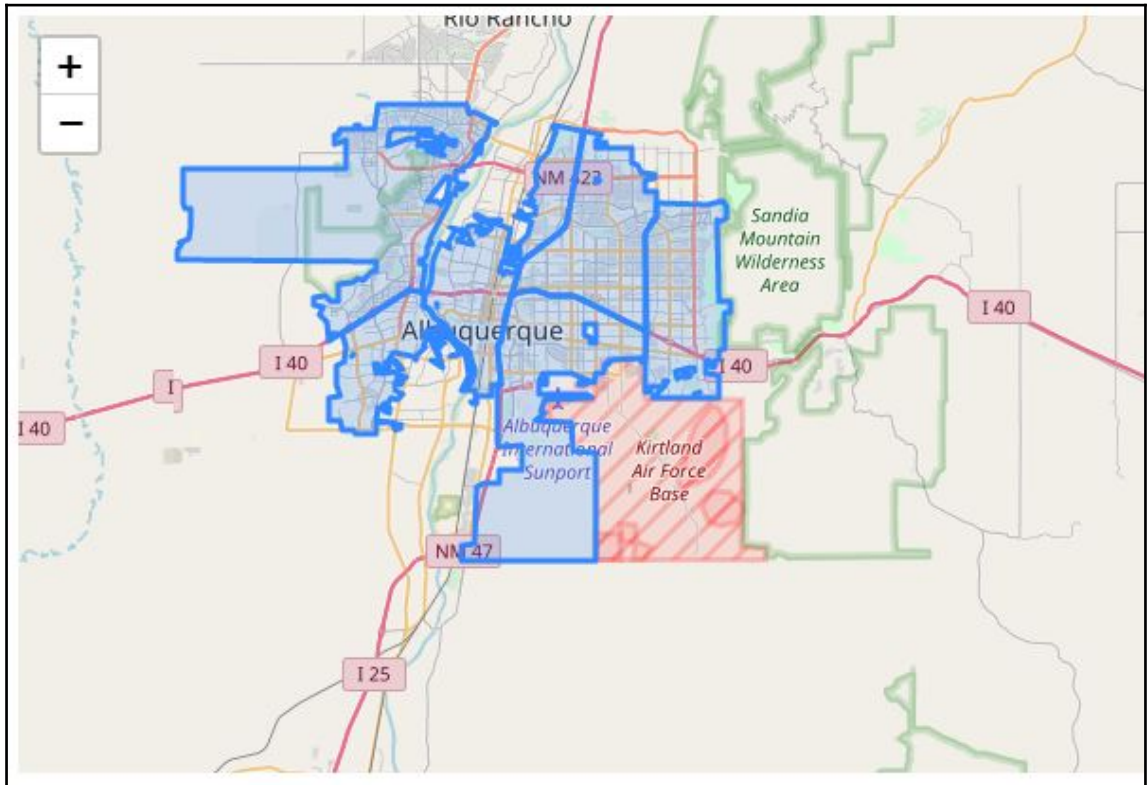 Rio Rancho
+
−
NM 423
Sandia
Mountain
Wilderness
Area
I 40
Albuquerque
I 40
I 40
I
I 40
Albuquerque
International
Sunport
Kirtland
Air Force
Base
NM 47
I 25